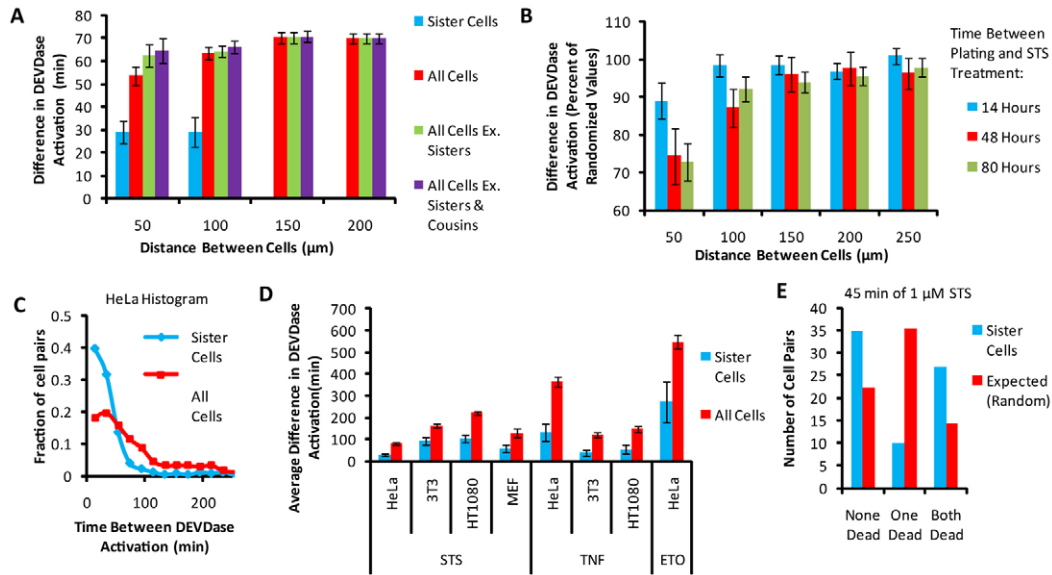 A
Difference in DEVDase
Activation (min)
80
70
60
50
40
30
20
10
0
50 100 150 200
Distance Between Cells (µm)
Sister Cells
All Cells
All Cells Ex.
Sisters
All Cells Ex.
Sisters &
Cousins
B
Difference in DEVDase
Activation (Percent of
Randomized Values)
110
100
90
80
70
60
50 100 150 200 250
Distance Between Cells (µm)
Time Between
Plating and STS
Treatment:
14 Hours
48 Hours
80 Hours
C
HeLa Histogram
Fraction of cell pairs
0.5
0.4
0.3
0.2
0.1
0
0 100 200
Time Between DEVDase
Activation (min)
Sister
Cells
All
Cells
D
Average Difference in DEVDase
Activation(min)
700
600
500
400
300
200
100
0
HeLa 3T3 HT1080 MEF HeLa 3T3 HT1080 HeLa
STS TNF ETO
Sister
Cells
All Cells
E
45 min of 1 µM STS
Number of Cell Pairs
40
35
30
25
20
15
10
5
0
None One Both
Dead Dead Dead
Sister
Cells
Expected
(Random)